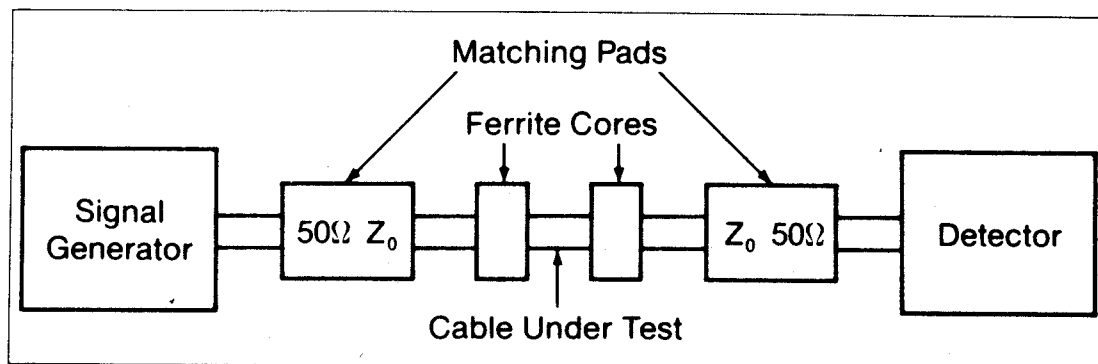 Matching Pads
Ferrite Cores
Signal
Generator
50Ω Z₀
Z₀ 50Ω
Detector
Cable Under Test